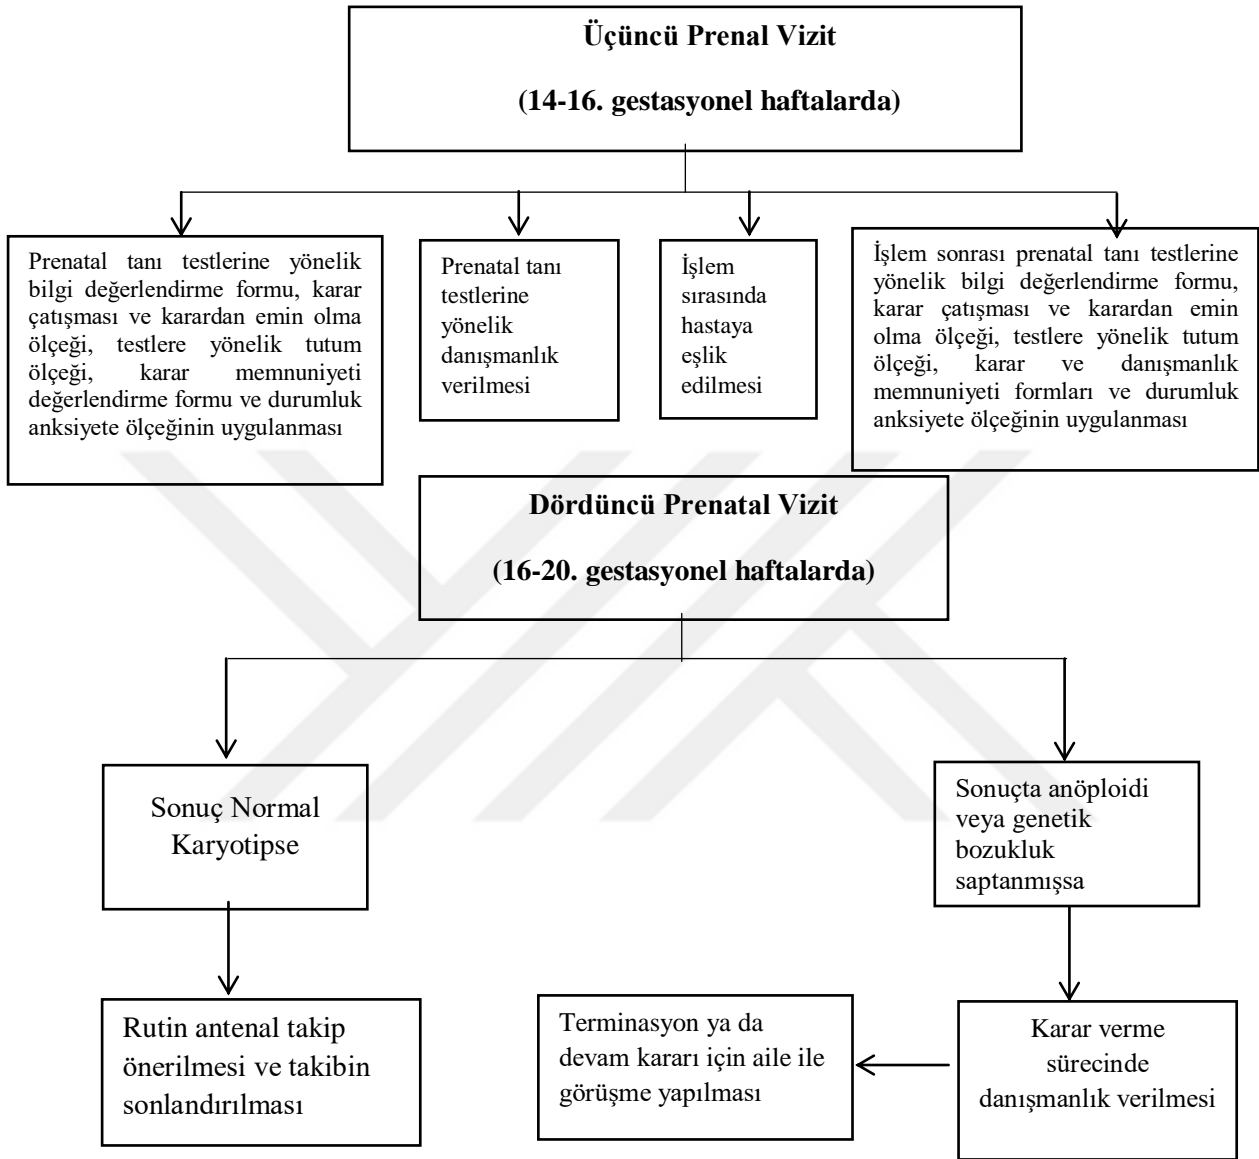 Üçüncü Prenal Vizit
(14-16. gestasyonel haftalarda)
Prenatal tanı testlerine yönelik
bilgi değerlendirme formu, karar
çatışması ve karardan emin olma
ölçeği, testlere yönelik tutum
ölçeği, karar memnuniyeti
değerlendirme formu ve durumluk
anksiyete ölçeğinin uygulanması
Prenatal tanı
testlerine
yönelik
danışmanlık
verilmesi
İşlem
sırasında
hastaya
eşlik
edilmesi
İşlem sonrası prenatal tanı testlerine
yönelik bilgi değerlendirme formu,
karar çatışması ve karardan emin
olma ölçeği, testlere yönelik tutum
ölçeği, karar ve danışmanlık
memnuniyeti formları ve durumluk
anksiyete ölçeğinin uygulanması
Dördüncü Prenatal Vizit
(16-20. gestasyonel haftalarda)
Sonuç Normal
Karyotipse
Sonuçta anöploidi
veya genetik
bozukluk
saptanmışsa
Rutin antenal takip
önerilmesi ve takibin
sonlandırılması
Terminasyon ya da
devam kararı için aile ile
görüşme yapılması
Karar verme
sürecinde
danışmanlık verilmesi